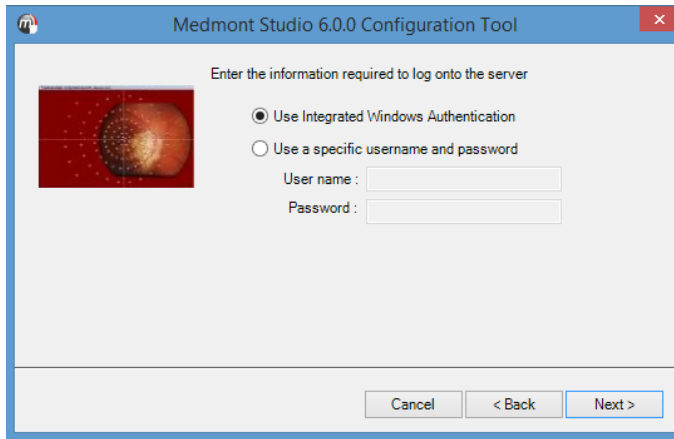 Medmont Studio 6.0.0 Configuration Tool
Enter the information required to log onto the server
Use Integrated Windows Authentication
Use a specific username and password
User name :
Password :
Cancel
< Back
Next >